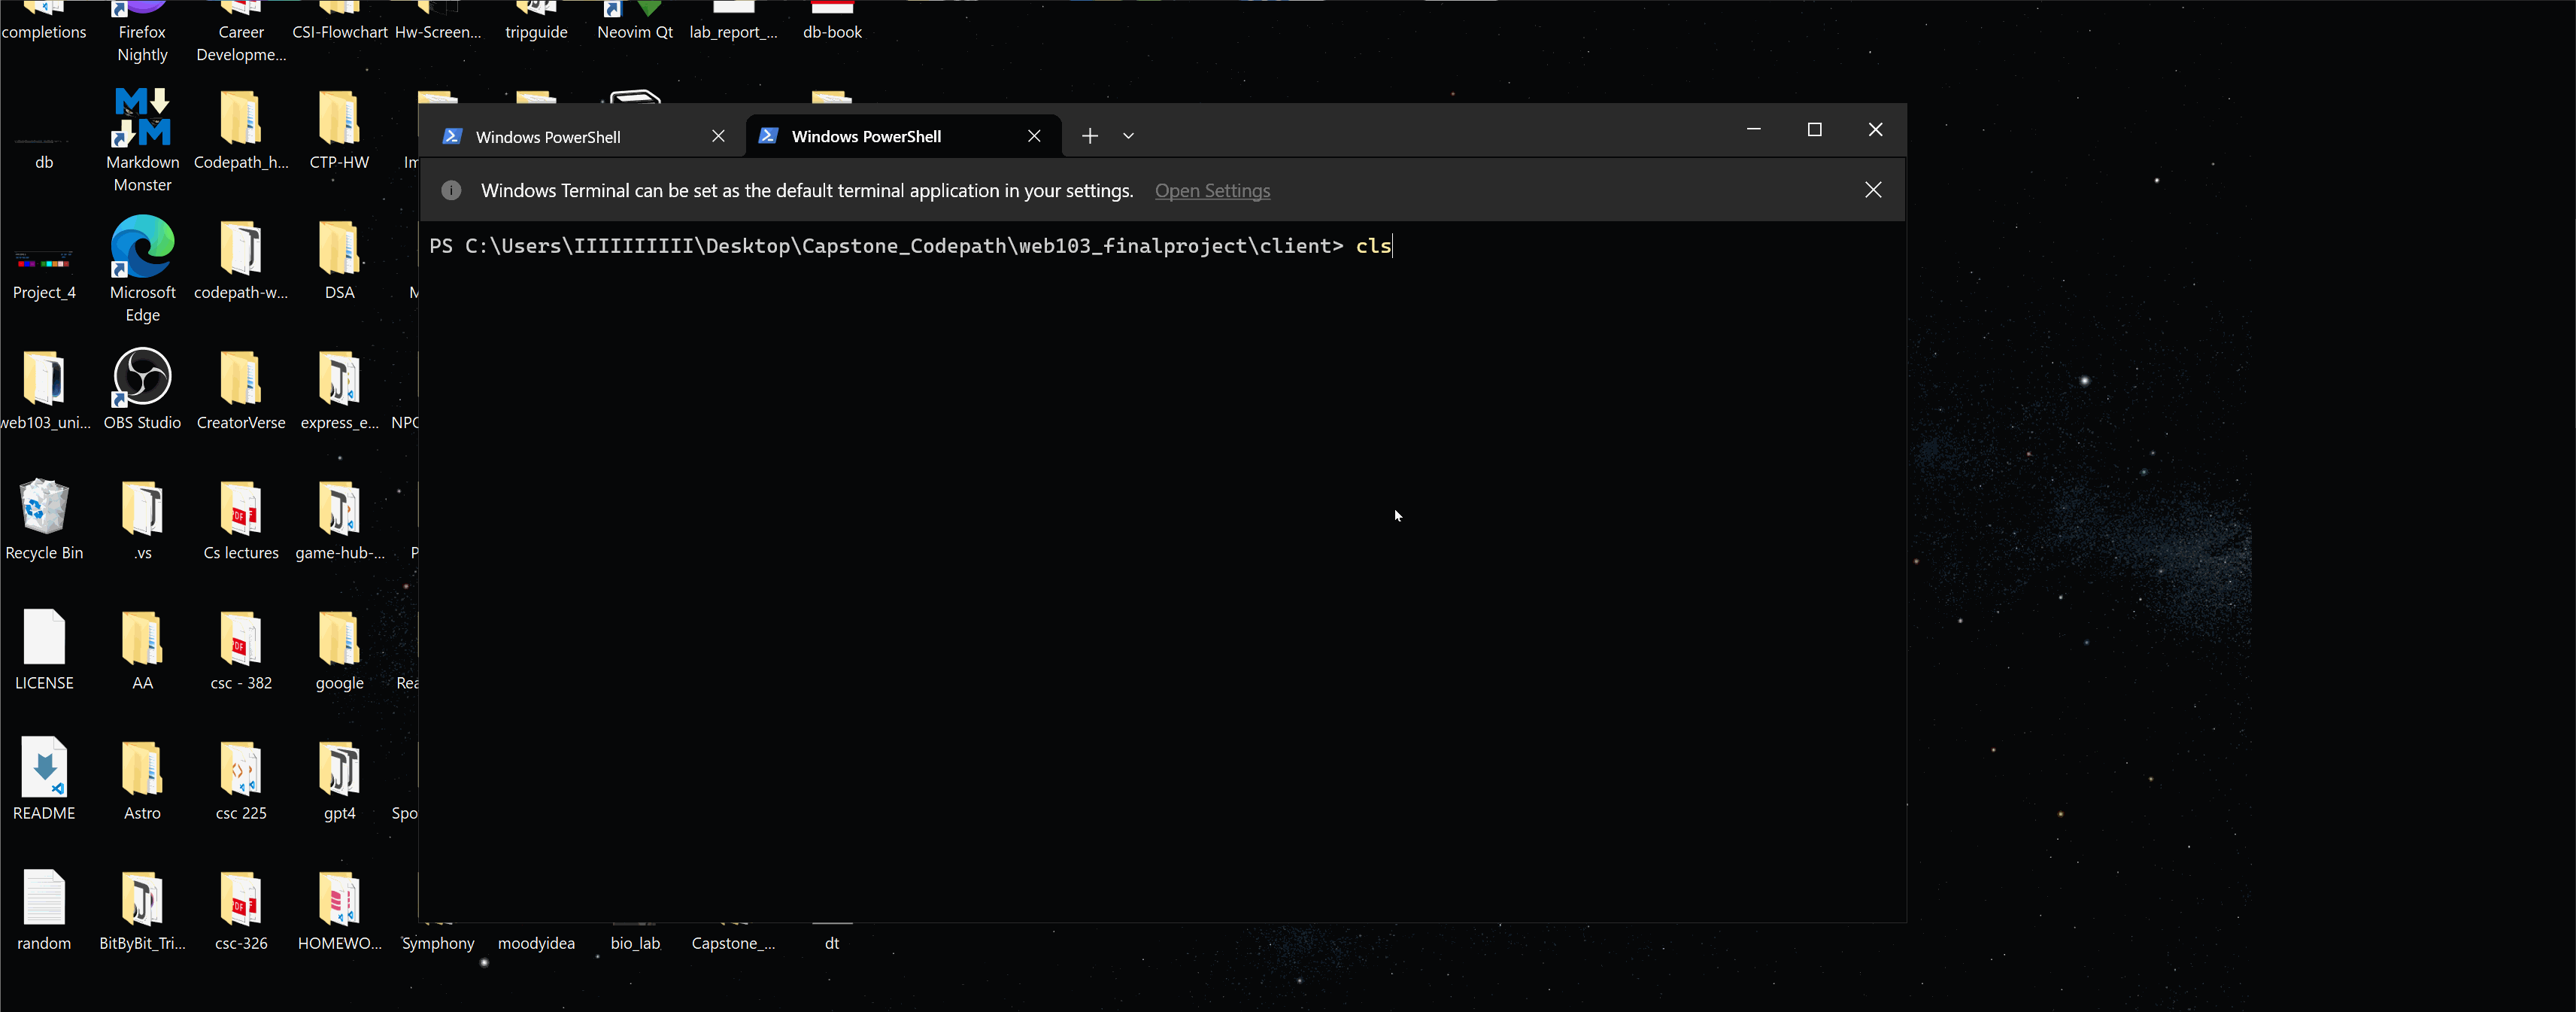 completions
Firefox Nightly
Career Developme...
CSI-Flowchart
Hw-Screen...
tripguide
Neovim Qt
lab_report_...
db-book
db
Markdown Monster
Codepath_h...
CTP-HW
Windows PowerShell
Windows PowerShell
Windows Terminal can be set as the default terminal application in your settings. Open Settings
PS C:\Users\IIIIIIIIII\Desktop\Capstone_Codepath\web103_finalproject\client> cls
Project_4
Microsoft Edge
codepath-w...
DSA
web103_uni...
OBS Studio
CreatorVerse
express_e...
NPC
Recycle Bin
.vs
Cs lectures
game-hub-...
P
PDF
LICENSE
AA
csc - 382
google
Rea
PDF
README
Astro
csc 225
gpt4
Spo
random
BitByBit_Tri...
csc-326
HOMEWO...
Symphony
moodyidea
bio_lab
Capstone_...
dt
PDF